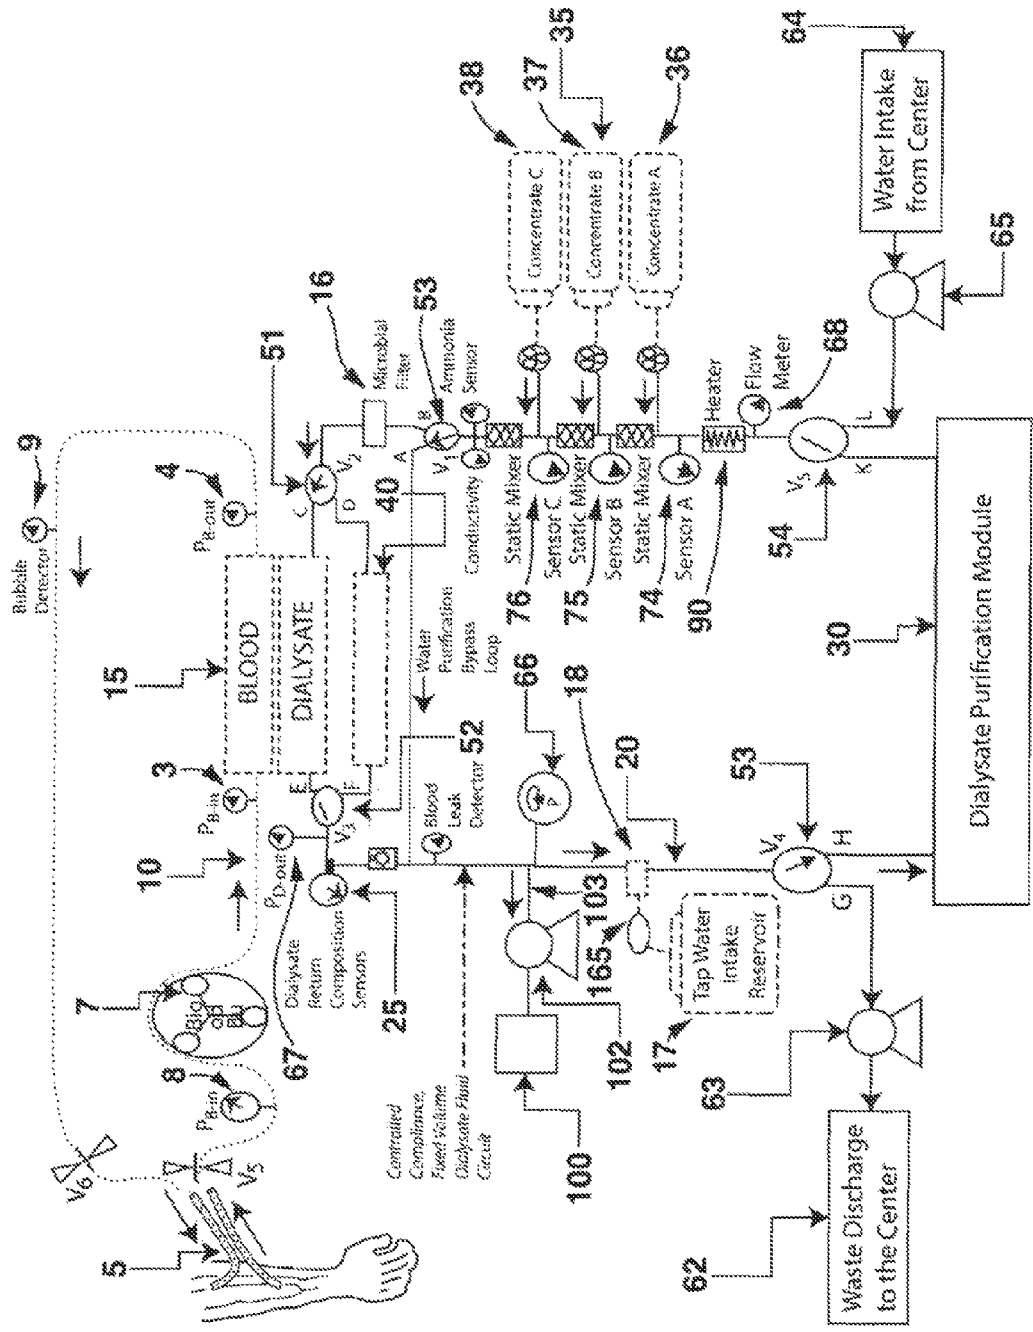 9
Bubble
Detector
V6
5
V5
8
PB-in
7
Blo
10
3
PB-in
15
4
PB-out
BLOOD
DIALYSATE
51
C
D
V2
16
Microbial
Filter
E
F
V3
PD-out
67
Dialysate
Return
Composition
Sensors
25
52
40
A
B
V1
53
Ammonia
Sensor
Conductivity
Water
Purification
Bypass
Loop
Blood
Leak
Detector
Controlled
Compliance,
Fixed Volume
Dialysate Fluid
Circuit
38
37
35
36
Concentrate C
Concentrate B
Concentrate A
Static Mixer
Sensor C
Static Mixer
Sensor B
Static Mixer
Sensor A
76
75
74
90
Heater
Flow
Meter
68
66
P
18
20
103
102
100
165
17
Tap Water
Intake
Reservoir
53
V4
G
H
54
V5
K
L
64
Water Intake
from Center
65
63
62
Waste Discharge
to the Center
30
Dialysate Purification Module